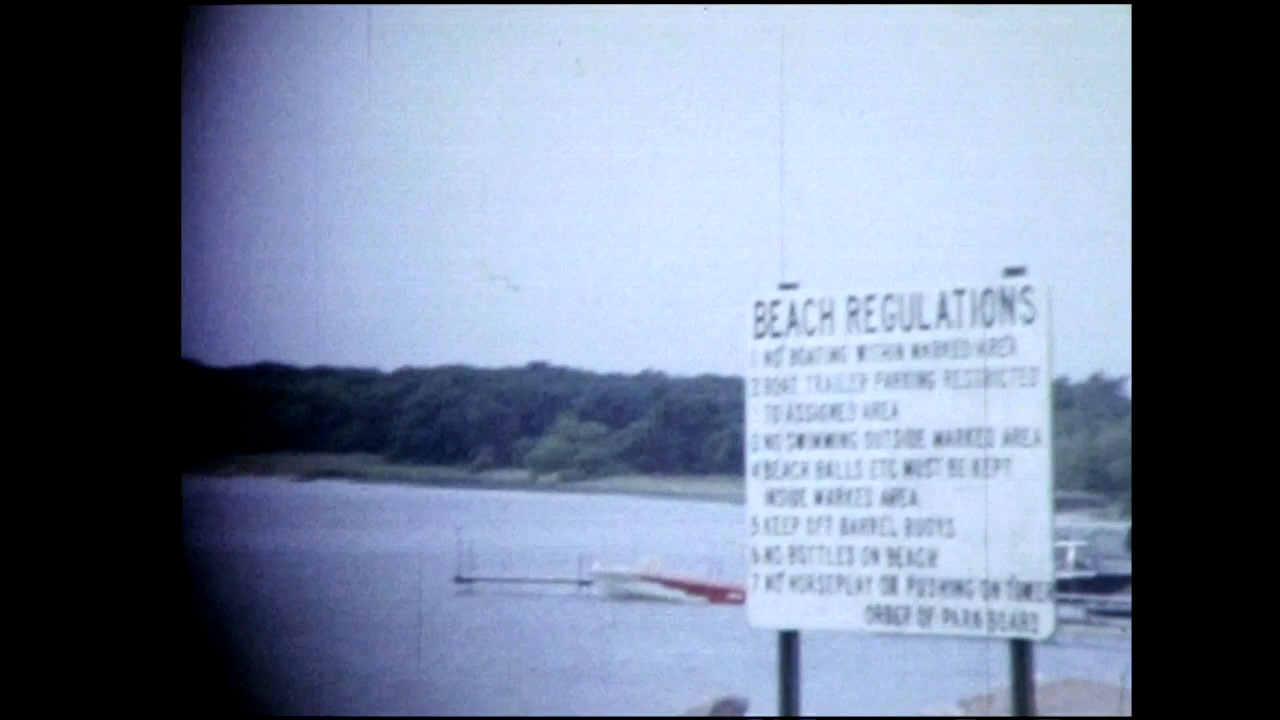 BEACH REGULATIONS
1 NO BOATING WITHIN MARKED AREA
2 BOAT TRAILER PARKING RESTRICTED
TO ASSIGNED AREA
3 NO SWIMMING OUTSIDE MARKED AREA
4 BEACH BALLS ETC MUST BE KEPT
INSIDE MARKED AREA
5 KEEP OFF BARREL BUOYS
6 NO BOTTLES ON BEACH
7 NO HORSEPLAY OR PUSHING ON TOWER
ORDER OF PARK BOARD